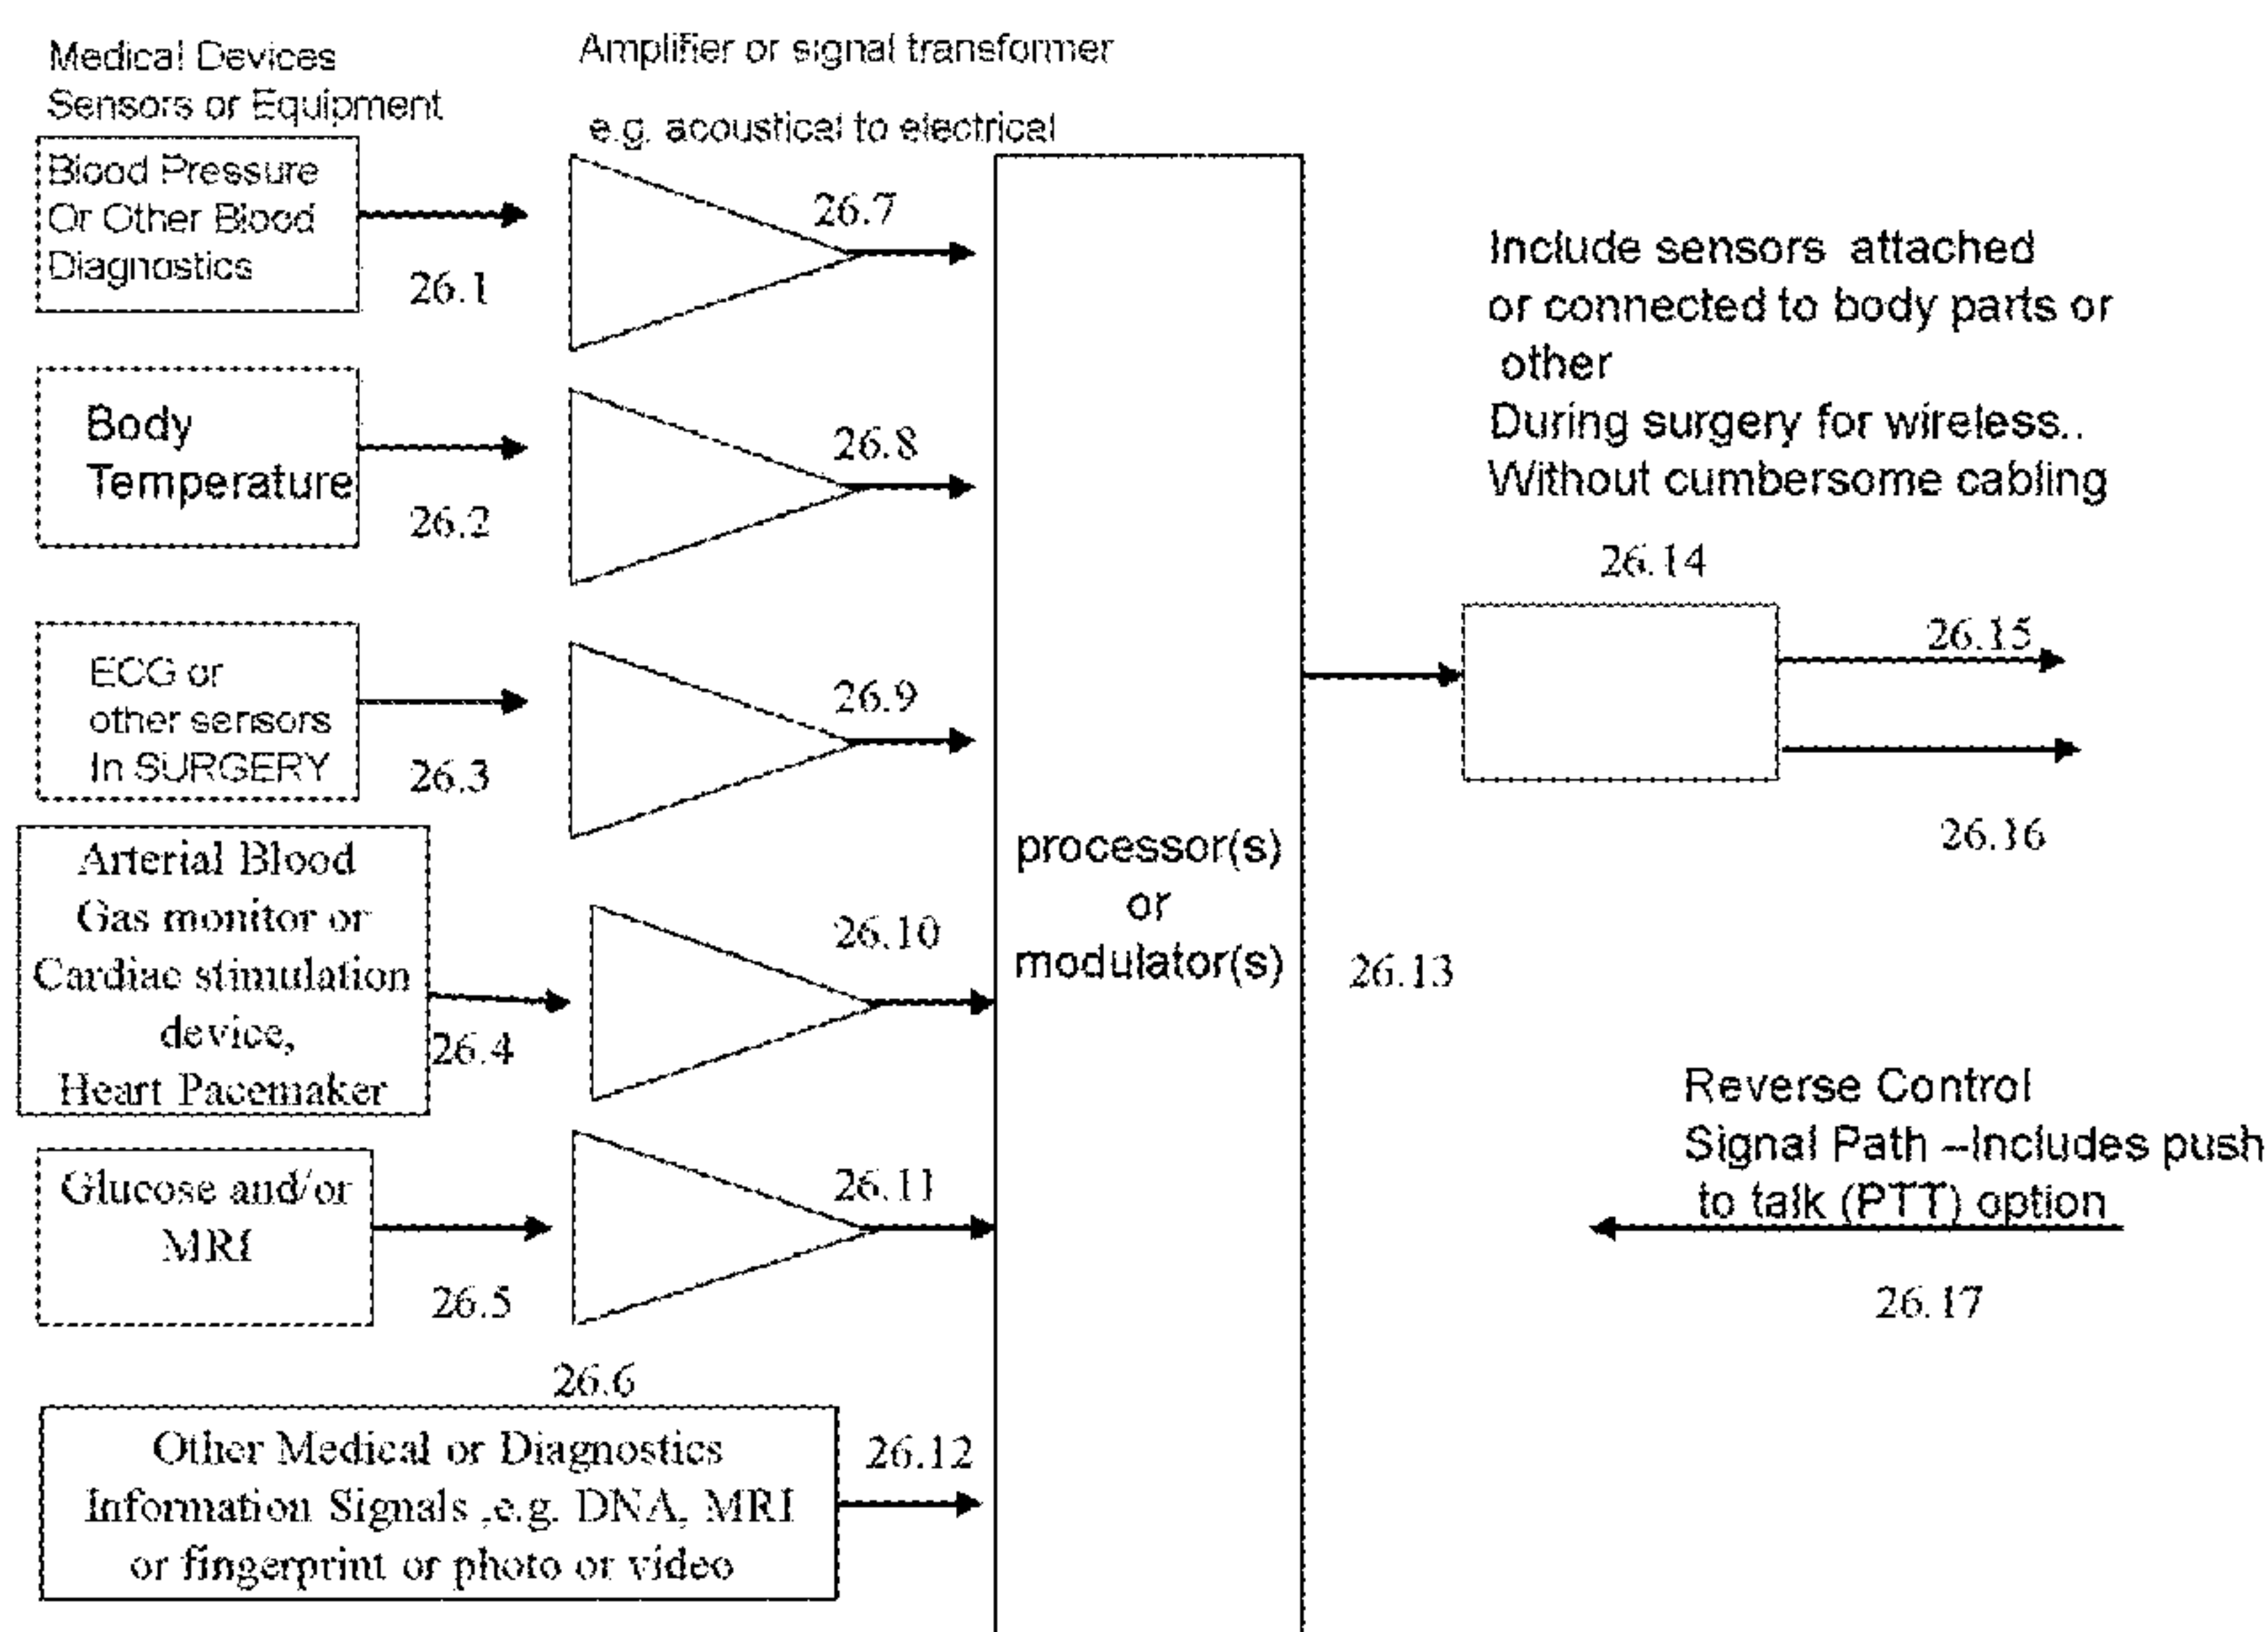 Medical Devices
Sensors or Equipment
Amplifier or signal transformer
e.g. acoustical to electrical
Blood Pressure
Or Other Blood
Diagnostics
26.1
26.7
Body
Temperature
26.2
26.8
ECG or
other sensors
In SURGERY
26.3
26.9
Arterial Blood
Gas monitor or
Cardiac stimulation
device,
Heart Pacemaker
26.4
26.10
Glucose and/or
MRI
26.5
26.11
26.6
Other Medical or Diagnostics
Information Signals ,e.g. DNA, MRI
or fingerprint or photo or video
26.12
processor(s)
or
modulator(s)
26.13
Include sensors attached
or connected to body parts or
other
During surgery for wireless..
Without cumbersome cabling
26.14
26.15
26.16
Reverse Control
Signal Path –Includes push
to talk (PTT) option
26.17